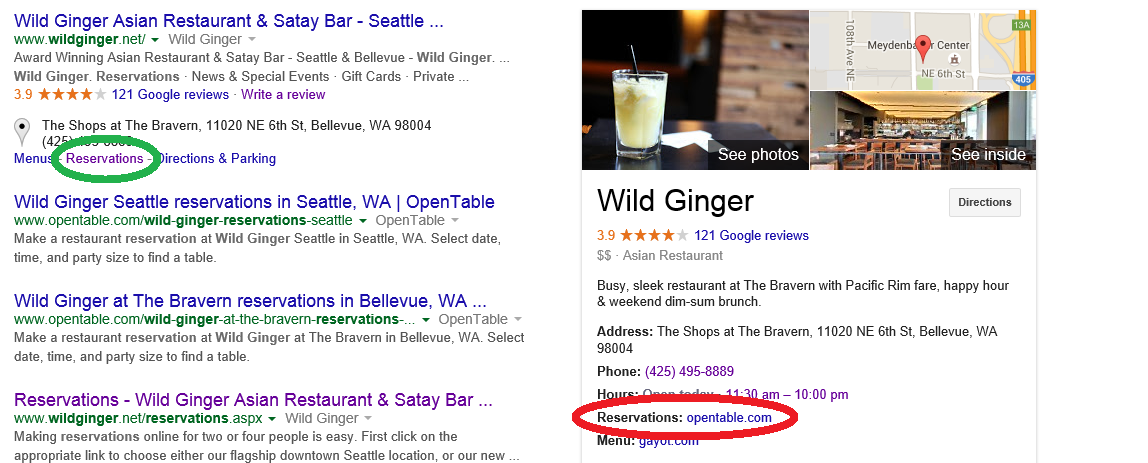 Wild Ginger Asian Restaurant & Satay Bar - Seattle ...
www.wildginger.net/ Wild Ginger
Award Winning Asian Restaurant & Satay Bar - Seattle & Bellevue - Wild Ginger. ...
Wild Ginger. Reservations · News & Special Events · Gift Cards · Private ...
3.9 121 Google reviews · Write a review
The Shops at The Bravern, 11020 NE 6th St, Bellevue, WA 98004
(425)
Menus - Reservations - Directions & Parking
Wild Ginger Seattle reservations in Seattle, WA | OpenTable
www.opentable.com/wild-ginger-reservations-seattle OpenTable
Make a restaurant reservation at Wild Ginger Seattle in Seattle, WA. Select date,
time, and party size to find a table.
Wild Ginger at The Bravern reservations in Bellevue, WA ...
www.opentable.com/wild-ginger-at-the-bravern-reservations-... OpenTable
Make a restaurant reservation at Wild Ginger at The Bravern in Bellevue, WA. Select
date, time, and party size to find a table.
Reservations - Wild Ginger Asian Restaurant & Satay Bar ...
www.wildginger.net/reservations.aspx Wild Ginger
Making reservations online for two or four people is easy. First click on the
appropriate link to choose either our flagship downtown Seattle location, or our new ...
See photos
108th Ave NE
Center
NE 6th St
13A
405
See inside
Wild Ginger
Directions
3.9 121 Google reviews
$$ · Asian Restaurant
Busy, sleek restaurant at The Bravern with Pacific Rim fare, happy hour
& weekend dim-sum brunch.
Address: The Shops at The Bravern, 11020 NE 6th St, Bellevue, WA
98004
Phone: (425) 495-8889
Hours: Open today · 11:30 am – 10:00 pm
Reservations: opentable.com
Menu: gayot.com